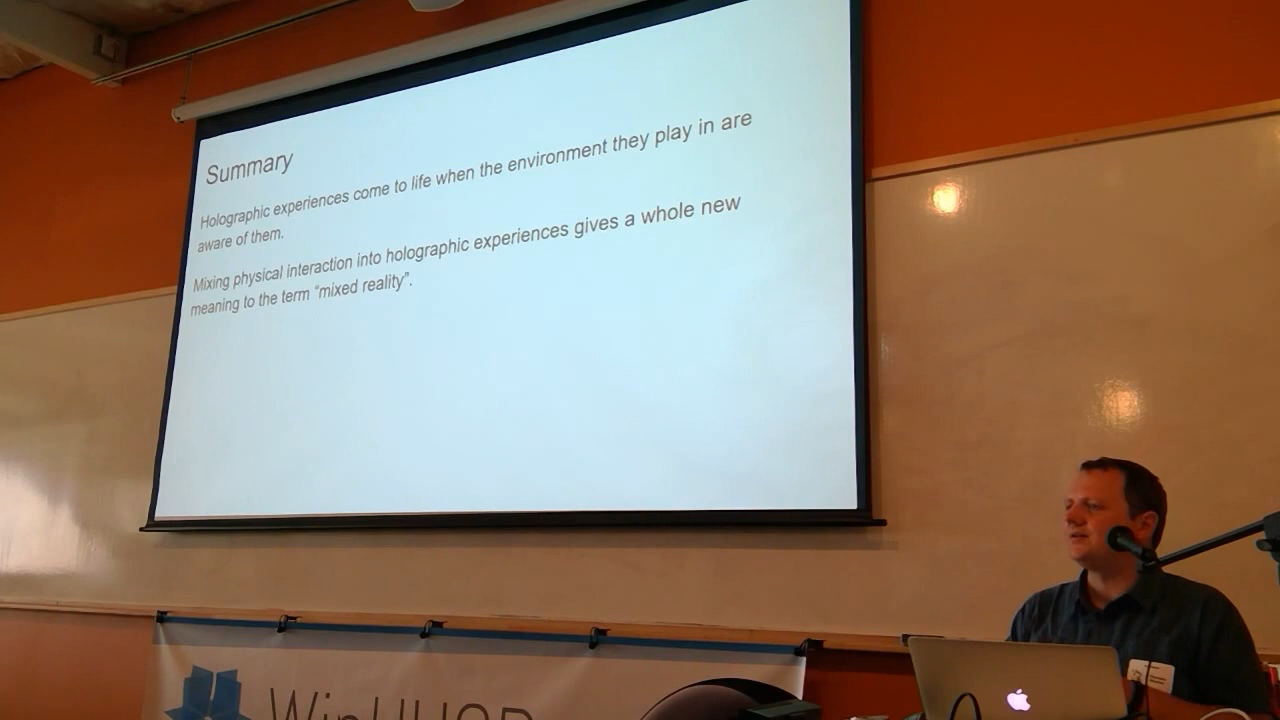 Summary
Holographic experiences come to life when the environment they play in are
aware of them.
Mixing physical interaction into holographic experiences gives a whole new
meaning to the term “mixed reality”.